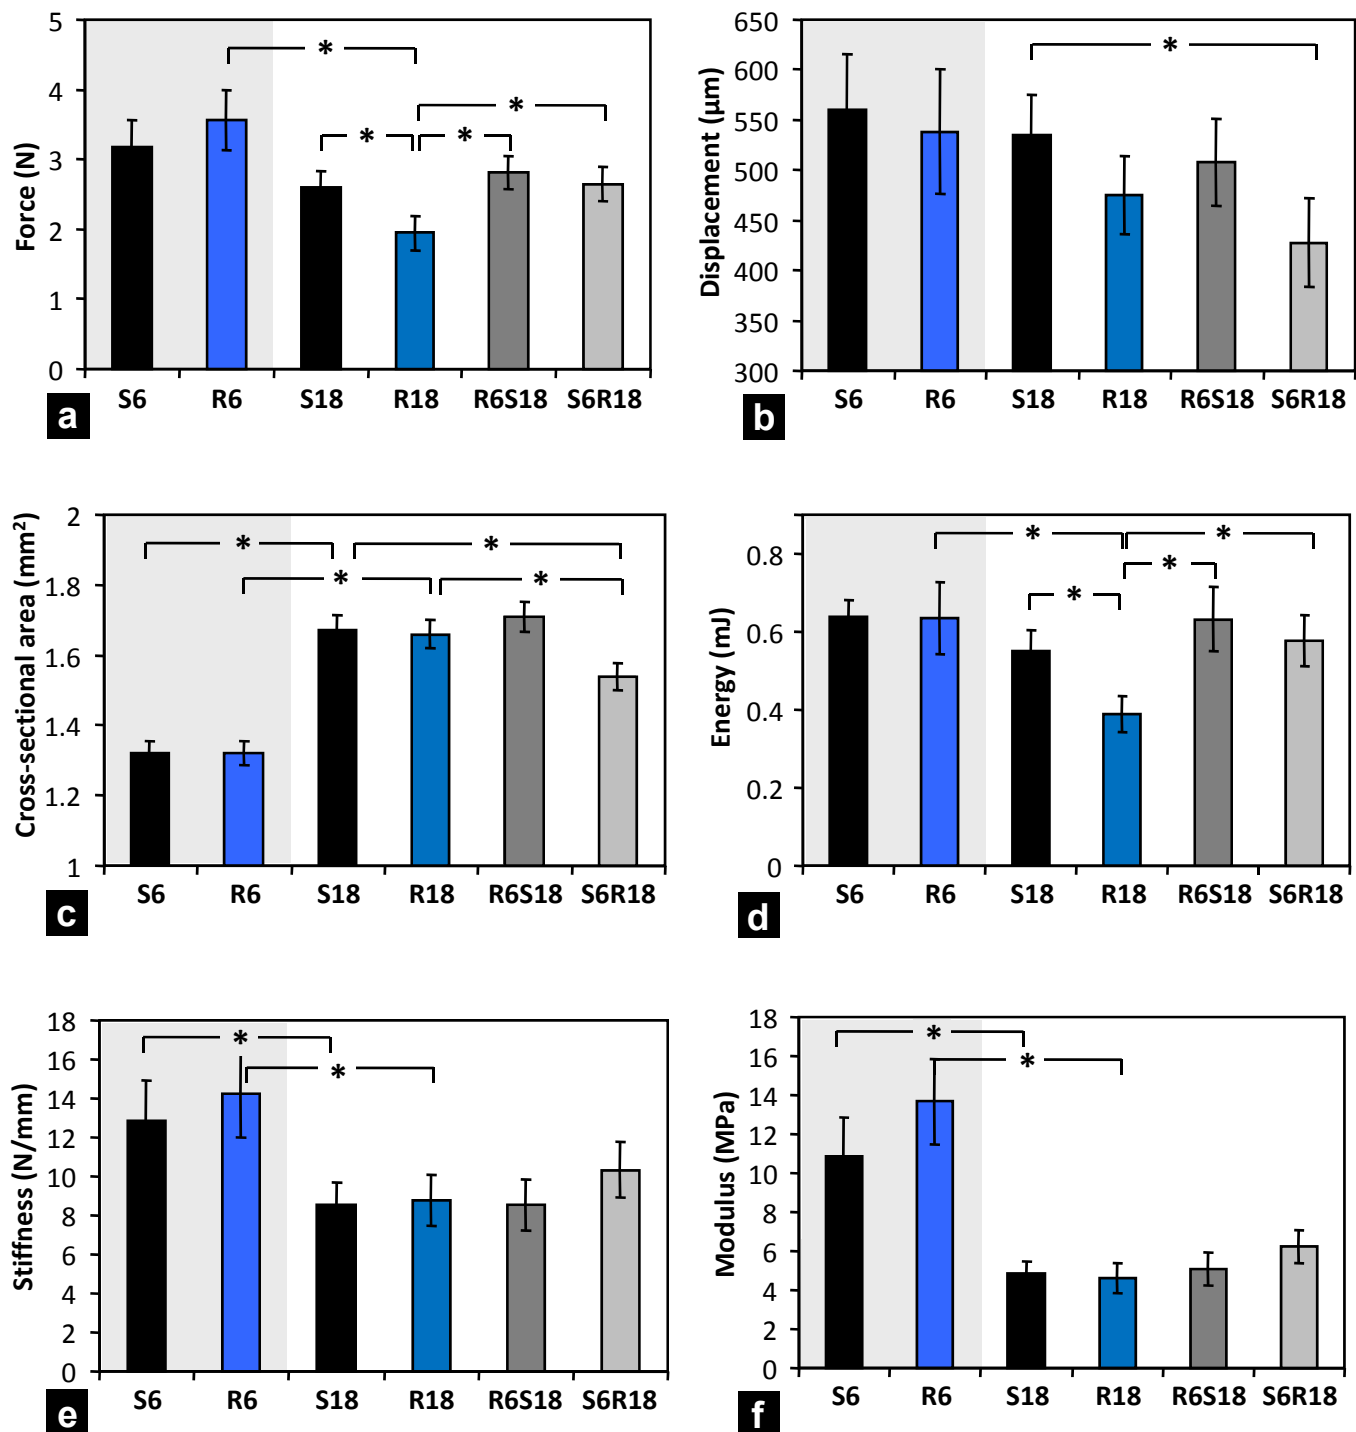 Force (N)
5
4
3
2
1
0
* * * *
S6 R6 S18 R18 R6S18 S6R18
a
Displacement (µm)
650
600
550
500
450
400
350
300
*
S6 R6 S18 R18 R6S18 S6R18
b
Cross-sectional area (mm²)
2
1.8
1.6
1.4
1.2
1
* * * *
S6 R6 S18 R18 R6S18 S6R18
c
Energy (mJ)
0.8
0.6
0.4
0.2
0
* * * *
S6 R6 S18 R18 R6S18 S6R18
d
Stiffness (N/mm)
18
16
14
12
10
8
6
4
2
0
* *
S6 R6 S18 R18 R6S18 S6R18
e
Modulus (MPa)
18
16
14
12
10
8
6
4
2
0
* *
S6 R6 S18 R18 R6S18 S6R18
f